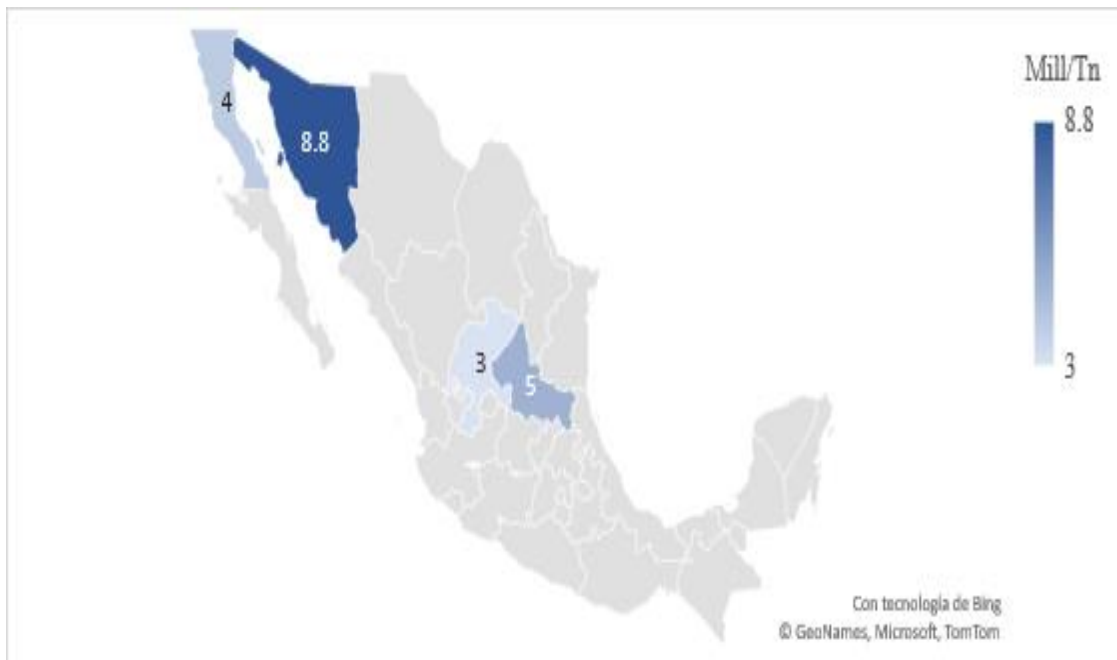 Mill/Tn
8.8
4
8.8
3
5
3
Con tecnología de Bing
© GeoNames, Microsoft, TomTom